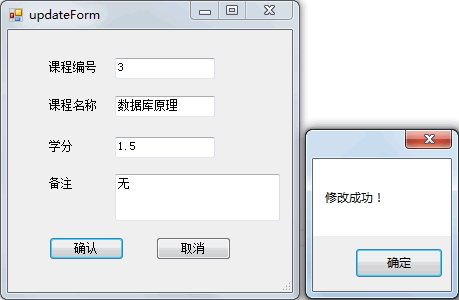 updateForm
课程编号 3
课程名称 数据库原理
学分 1.5
备注 无
确认 取消
修改成功！
确定